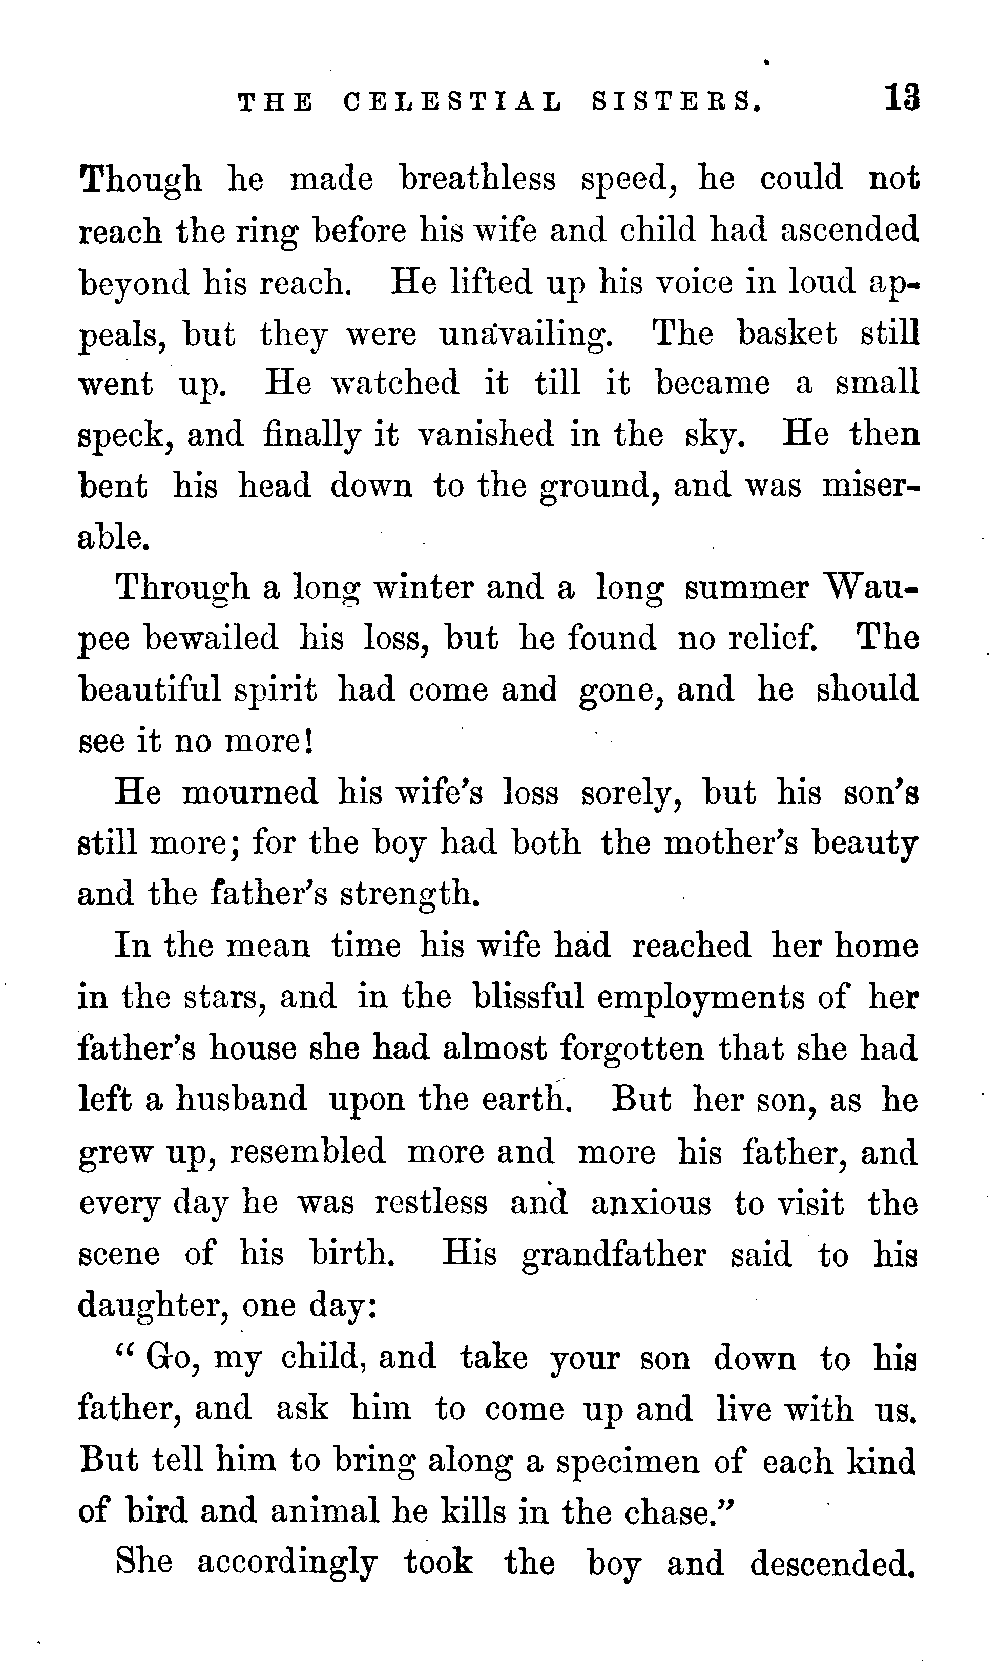 THE CELESTIAL SISTERS. 13
Though he made breathless speed, he could not
reach the ring before his wife and child had ascended
beyond his reach. He lifted up his voice in loud ap-
peals, but they were unavailing. The basket still
went up. He watched it till it became a small
speck, and finally it vanished in the sky. He then
bent his head down to the ground, and was miser-
able.
Through a long winter and a long summer Wau-
pee bewailed his loss, but he found no relief. The
beautiful spirit had come and gone, and he should
see it no more!
He mourned his wife's loss sorely, but his son's
still more; for the boy had both the mother's beauty
and the father's strength.
In the mean time his wife had reached her home
in the stars, and in the blissful employments of her
father's house she had almost forgotten that she had
left a husband upon the earth. But her son, as he
grew up, resembled more and more his father, and
every day he was restless and anxious to visit the
scene of his birth. His grandfather said to his
daughter, one day:
“Go, my child, and take your son down to his
father, and ask him to come up and live with us.
But tell him to bring along a specimen of each kind
of bird and animal he kills in the chase.”
She accordingly took the boy and descended.